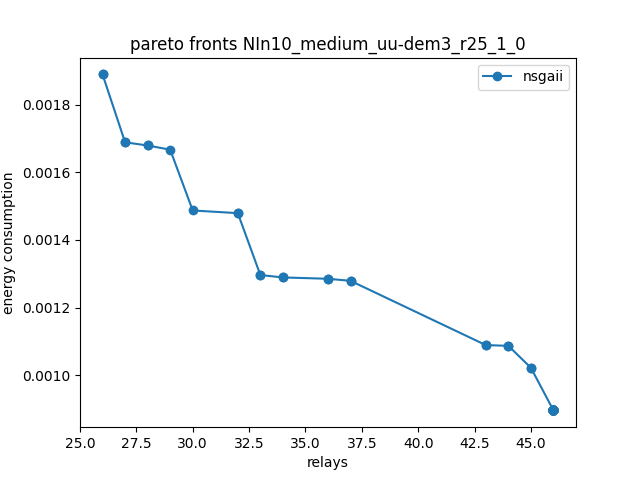 pareto fronts NIn10_medium_uu-dem3_r25_1_0
nsgaii
energy consumption
0.0018
0.0016
0.0014
0.0012
0.0010
25.0 27.5 30.0 32.5 35.0 37.5 40.0 42.5 45.0
relays